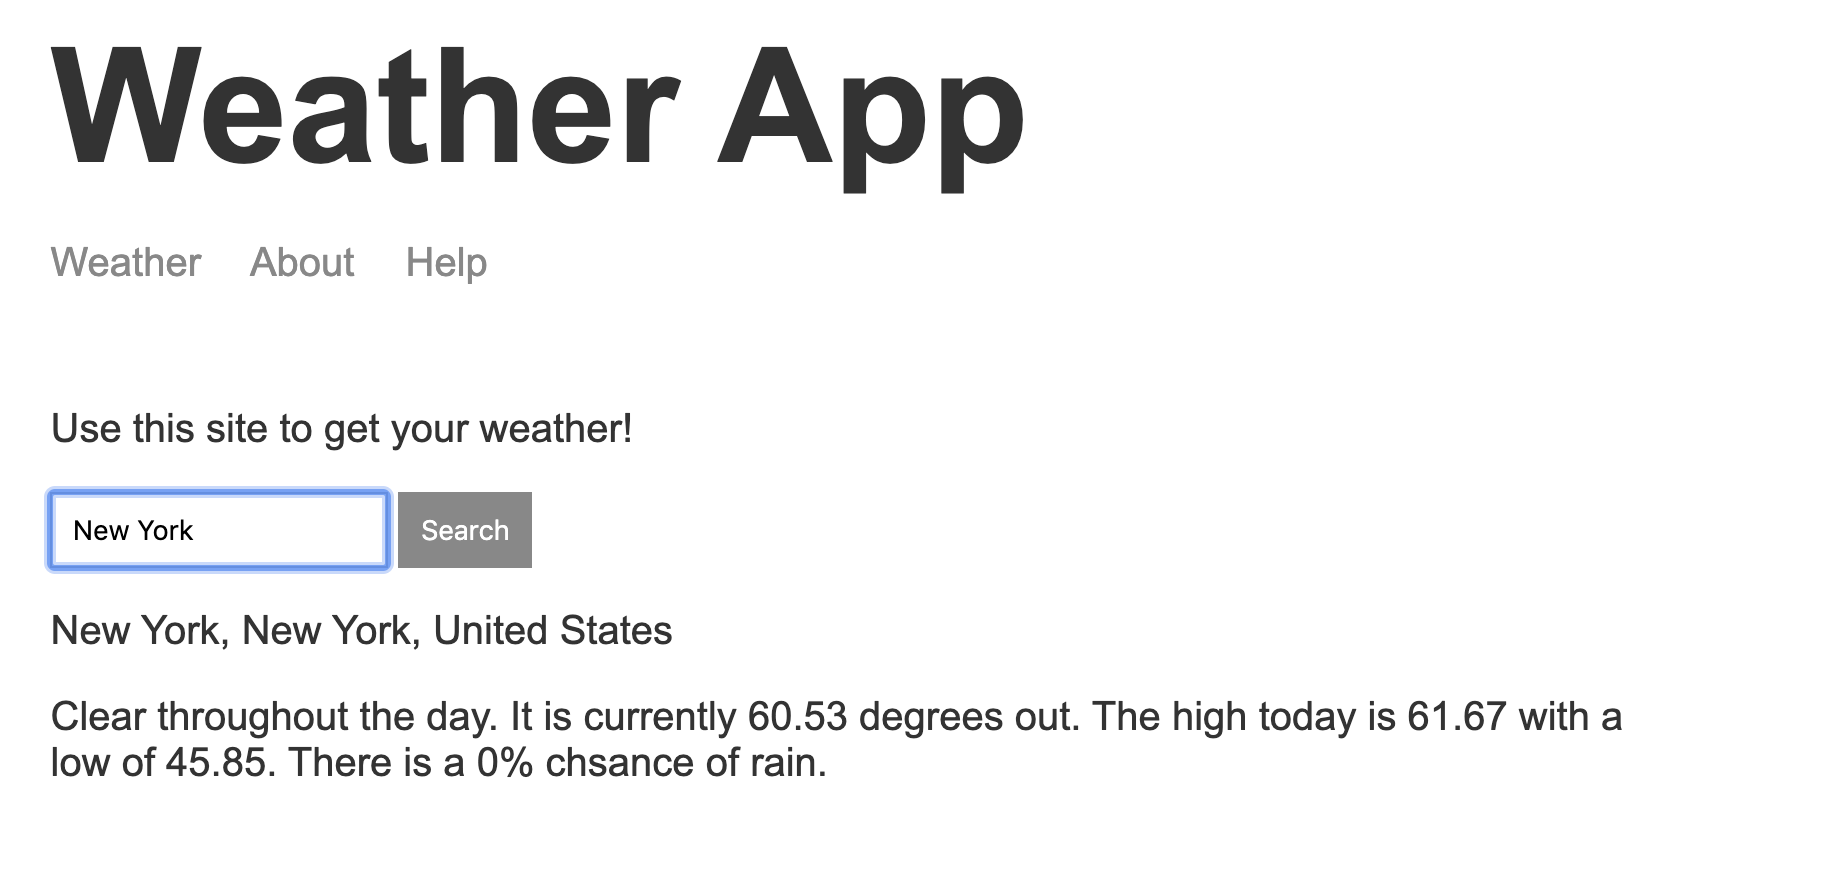 Weather App
Weather About Help
Use this site to get your weather!
New York Search
New York, New York, United States
Clear throughout the day. It is currently 60.53 degrees out. The high today is 61.67 with a
low of 45.85. There is a 0% chsance of rain.